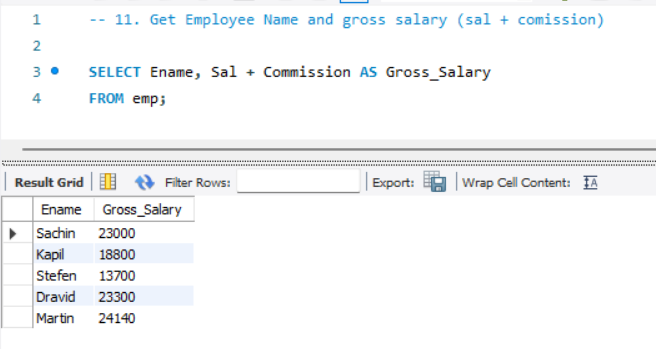 1 -- 11. Get Employee Name and gross salary (sal + comission)
2
3 SELECT Ename, Sal + Commission AS Gross_Salary
4 FROM emp;
Result Grid Filter Rows: Export: Wrap Cell Content: IA
Ename Gross_Salary
Sachin 23000
Kapil 18800
Stefen 13700
Dravid 23300
Martin 24140